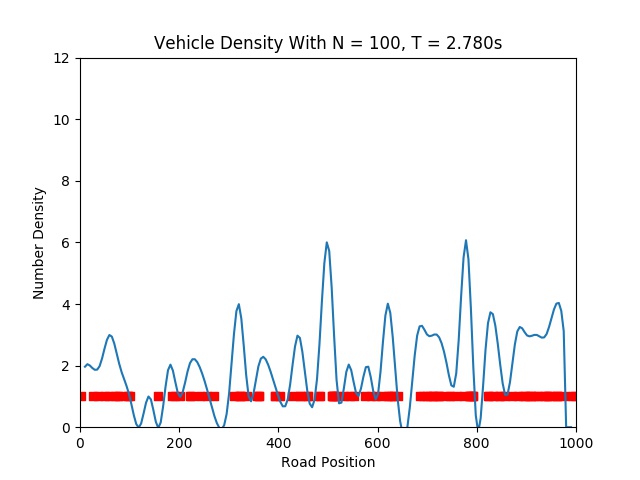 Vehicle Density With N = 100, T = 2.780s
12
10
8
6
4
2
0
Number Density
0 200 400 600 800 1000
Road Position